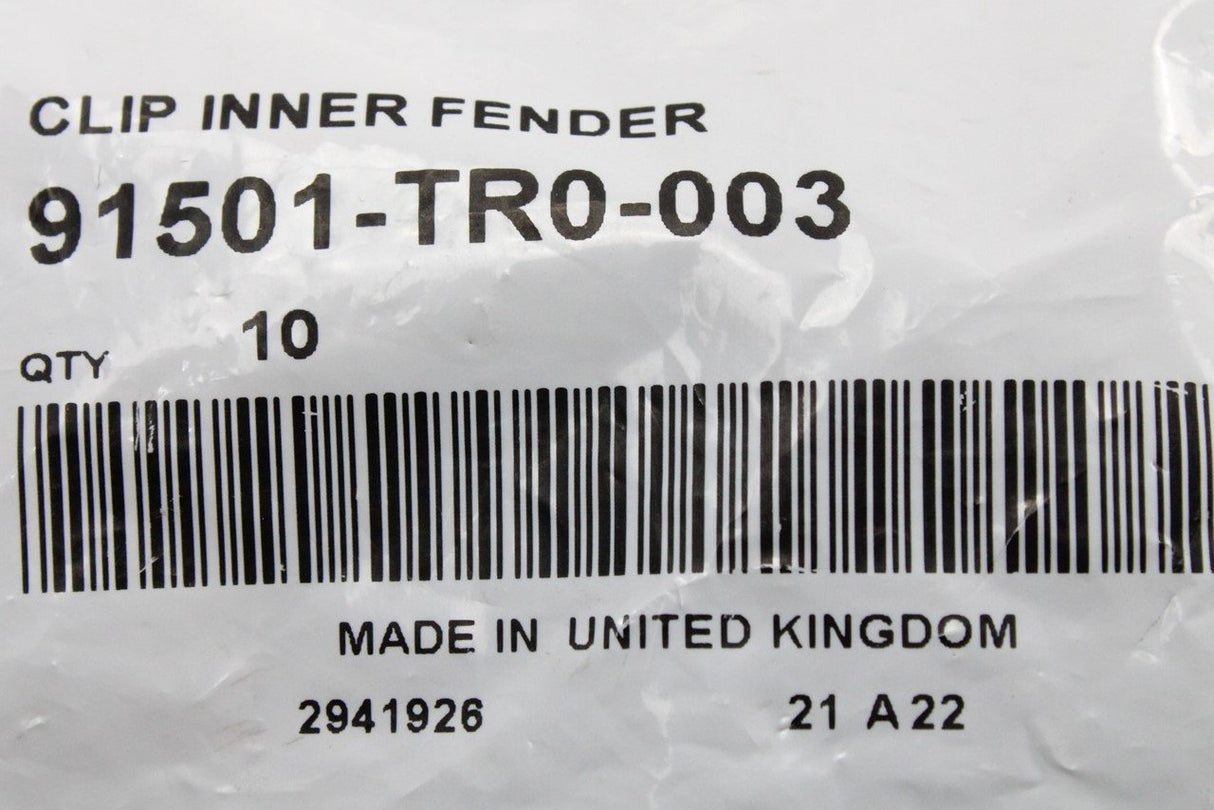 CLIP INNER FENDER
91501-TR0-003
QTY 10
MADE IN UNITED KINGDOM
2941926 21 A22